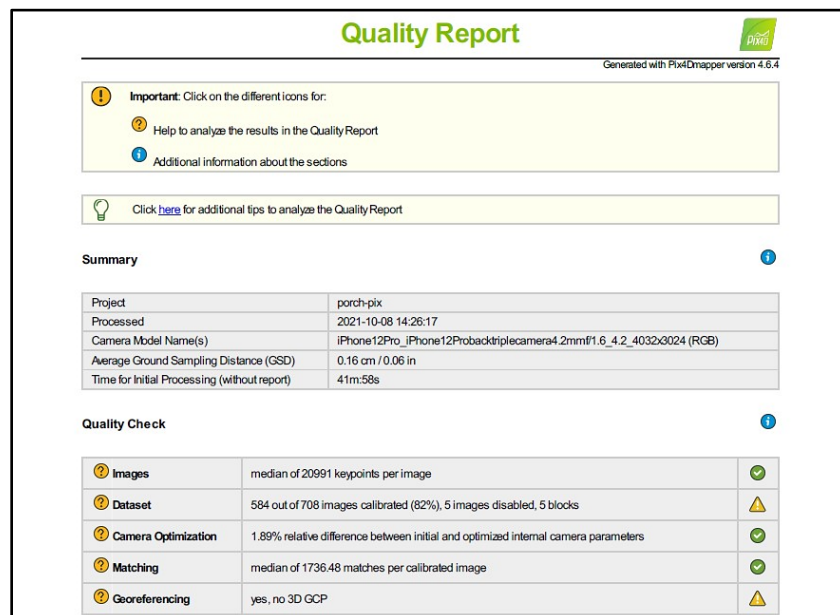 Quality Report
Pix4D
Generated with Pix4Dmapper version 4.6.4
Important: Click on the different icons for:
Help to analyze the results in the Quality Report
Additional information about the sections
Click here for additional tips to analyze the Quality Report
Summary
Project porch-pix
Processed 2021-10-08 14:26:17
Camera Model Name(s) iPhone12Pro_iPhone12Probacktriplecamera4.2mmf/1.6_4.2_4032x3024 (RGB)
Average Ground Sampling Distance (GSD) 0.16 cm / 0.06 in
Time for Initial Processing (without report) 41m:58s
Quality Check
Images median of 20991 keypoints per image
Dataset 584 out of 708 images calibrated (82%), 5 images disabled, 5 blocks
Camera Optimization 1.89% relative difference between initial and optimized internal camera parameters
Matching median of 1736.48 matches per calibrated image
Georeferencing yes, no 3D GCP